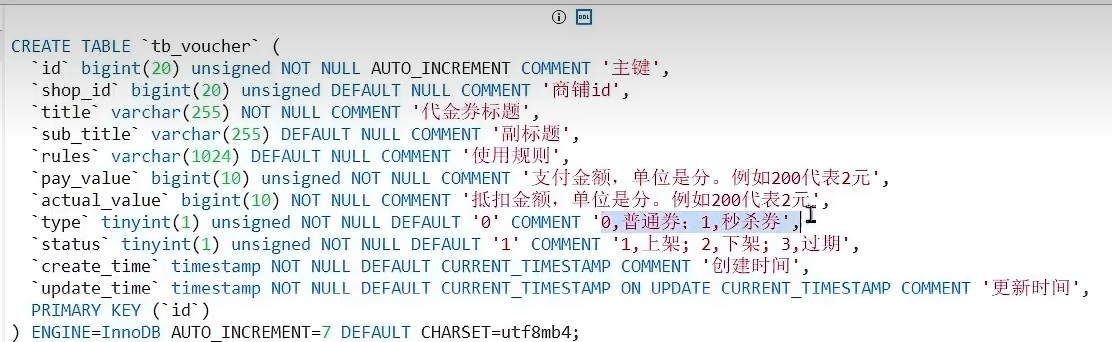 DDL
CREATE TABLE `tb_voucher` (
`id` bigint(20) unsigned NOT NULL AUTO_INCREMENT COMMENT '主键',
`shop_id` bigint(20) unsigned DEFAULT NULL COMMENT '商铺id',
`title` varchar(255) NOT NULL COMMENT '代金券标题',
`sub_title` varchar(255) DEFAULT NULL COMMENT '副标题',
`rules` varchar(1024) DEFAULT NULL COMMENT '使用规则',
`pay_value` bigint(10) unsigned NOT NULL COMMENT '支付金额，单位是分。例如200代表2元',
`actual_value` bigint(10) NOT NULL COMMENT '抵扣金额，单位是分。例如200代表2元',
`type` tinyint(1) unsigned NOT NULL DEFAULT '0' COMMENT '0,普通券；1,秒杀券',
`status` tinyint(1) unsigned NOT NULL DEFAULT '1' COMMENT '1,上架; 2,下架; 3,过期',
`create_time` timestamp NOT NULL DEFAULT CURRENT_TIMESTAMP COMMENT '创建时间',
`update_time` timestamp NOT NULL DEFAULT CURRENT_TIMESTAMP ON UPDATE CURRENT_TIMESTAMP COMMENT '更新时间',
PRIMARY KEY (`id`)
) ENGINE=InnoDB AUTO_INCREMENT=7 DEFAULT CHARSET=utf8mb4;